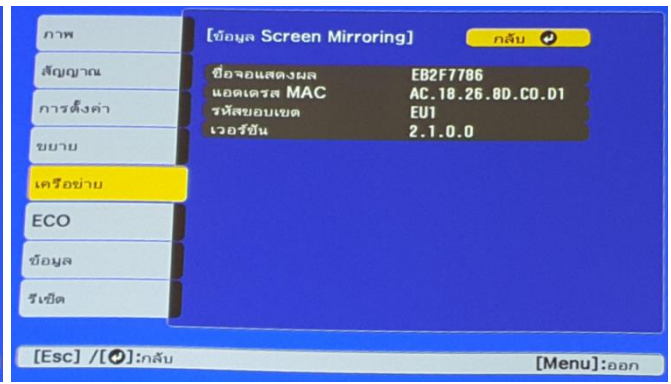 ภาพ
สัญญาณ
การตั้งค่า
ขยาย
เครือข่าย
ECO
ข้อมูล
รีเซ็ต
[ข้อมูล Screen Mirroring]
กลับ
ชื่อจอแสดงผล EB2F7786
แอดเดรส MAC AC.18.26.8D.C0.D1
รหัสขอบเขต EU1
เวอร์ชัน 2.1.0.0
[Esc] /[ ]:กลับ [Menu]:ออก